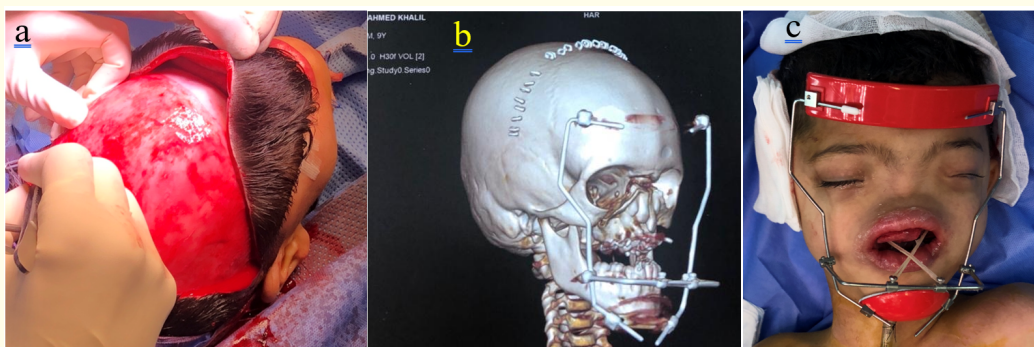 a
b
c
AHMED KHALIL
HAR
M, 9Y
.0 H30f VOL [2]
ng.Study0.Series0